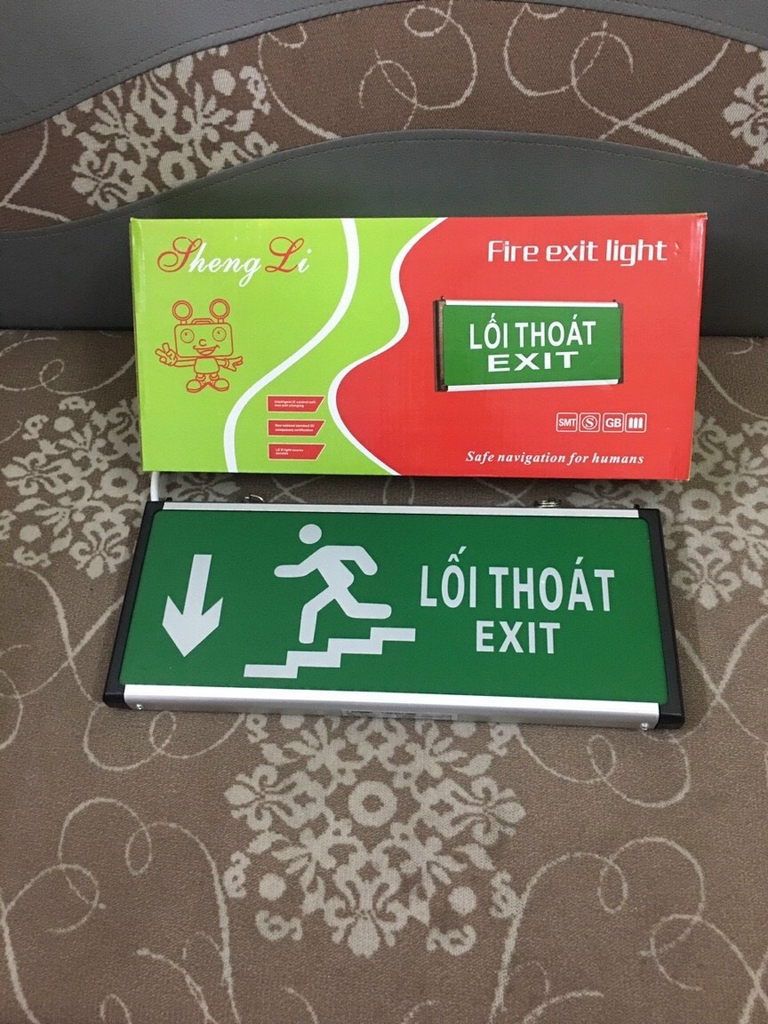 Sheng Li
Fire exit light
LỐI THOÁT
EXIT
SMT S GB
Safe navigation for humans
LỐI THOÁT
EXIT